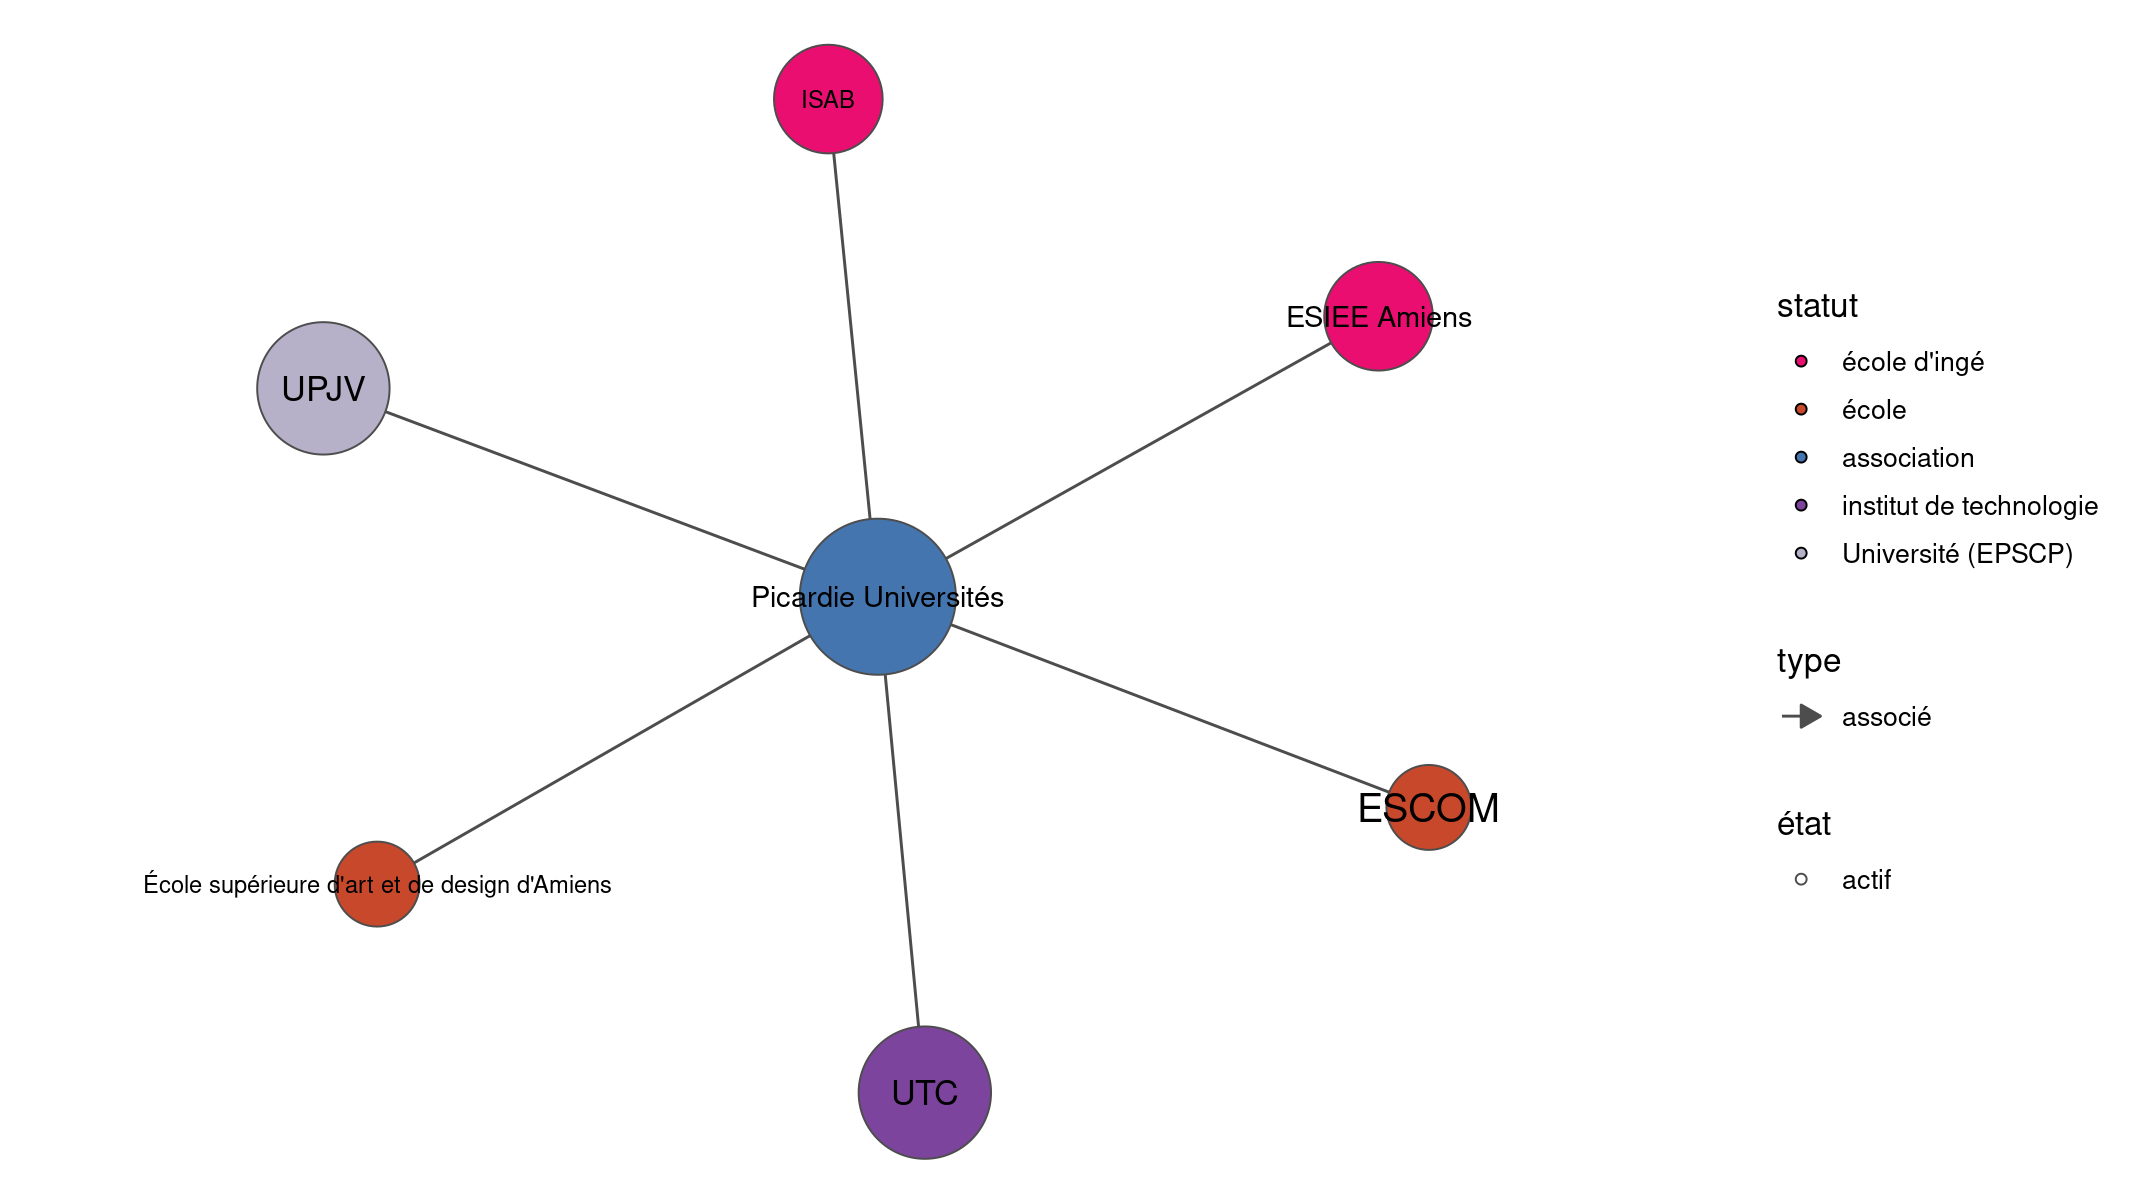 ISAB
ESIEE Amiens
UPJV
Picardie Universités
ESCOM
École supérieure d'art et de design d'Amiens
UTC
statut
école d'ingé
école
association
institut de technologie
Université (EPSCP)
type
associé
état
actif